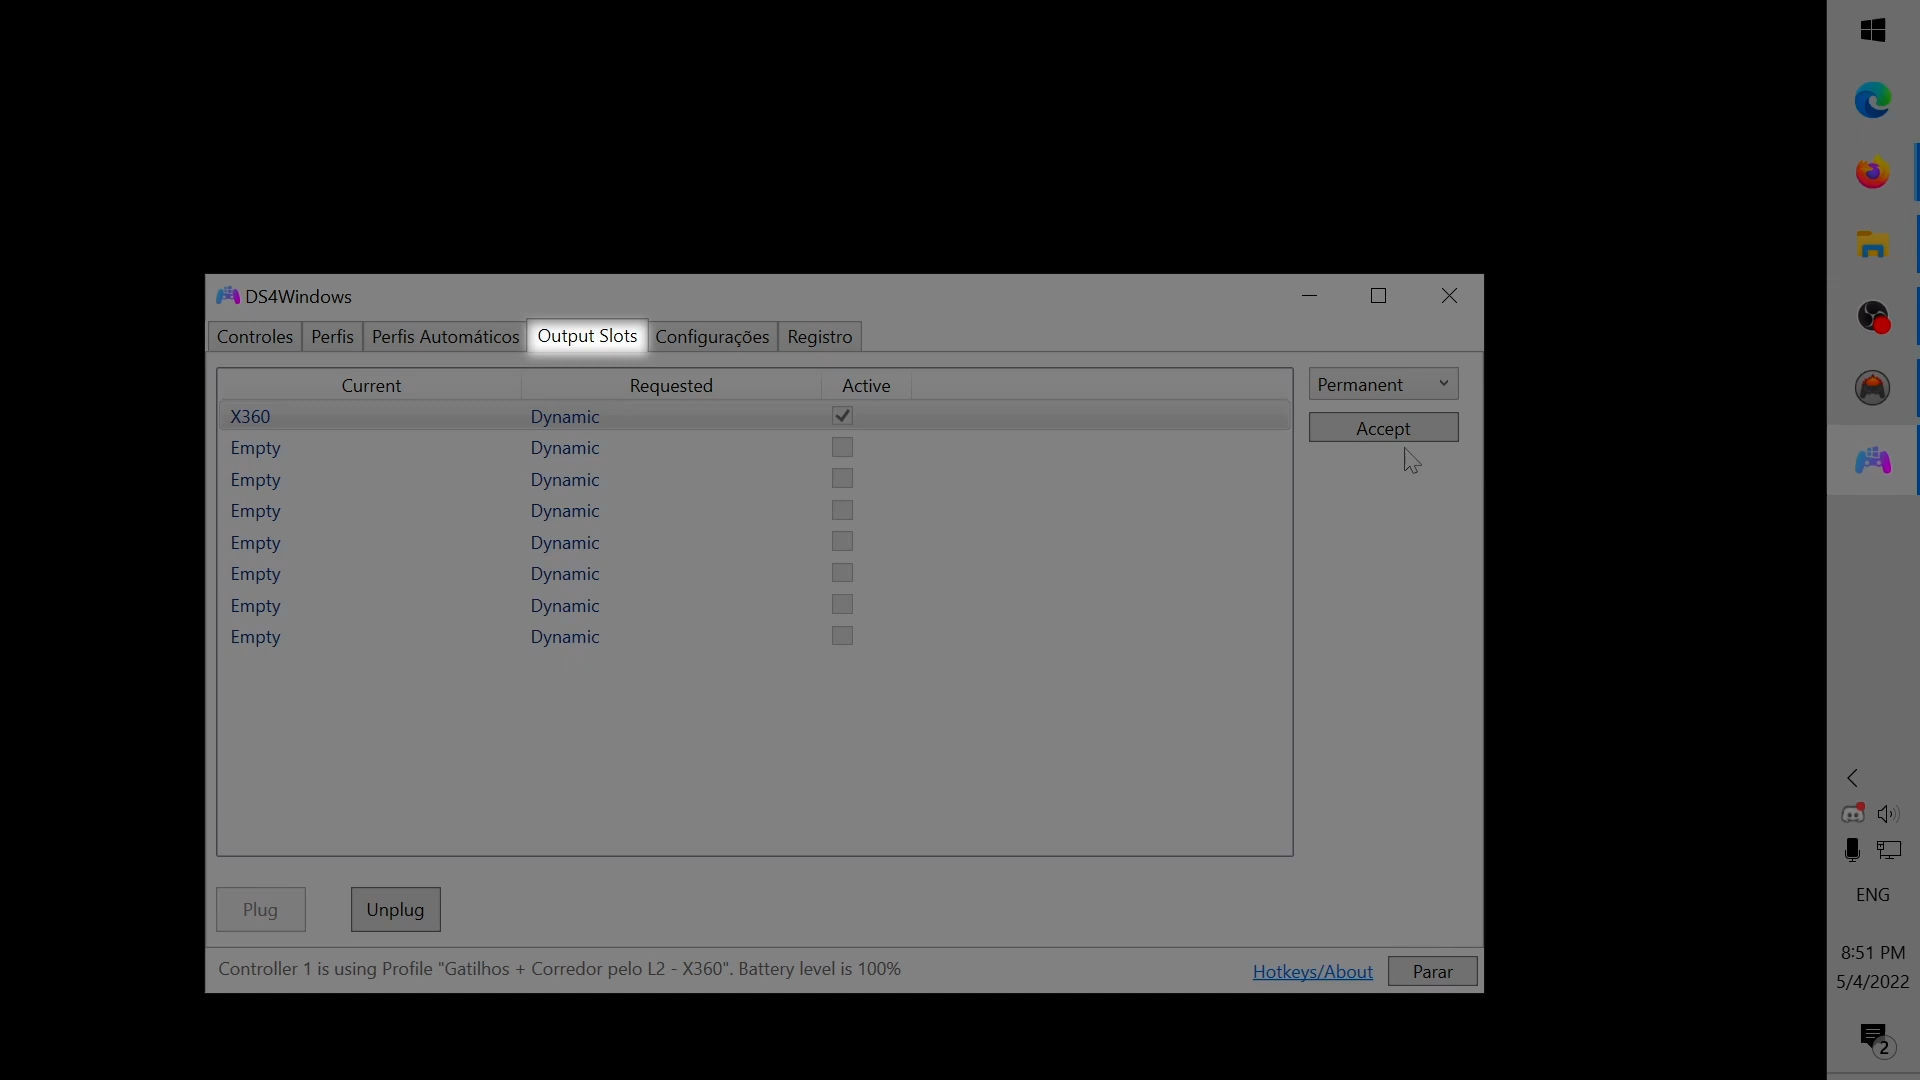 DS4Windows
Controles Perfis Perfis Automáticos Output Slots Configurações Registro
Current Requested Active
Permanent
X360 Dynamic
Accept
Empty Dynamic
Empty Dynamic
Empty Dynamic
Empty Dynamic
Empty Dynamic
Empty Dynamic
Empty Dynamic
Plug Unplug
Controller 1 is using Profile "Gatilhos + Corredor pelo L2 - X360". Battery level is 100%
Hotkeys/About Parar
ENG
8:51 PM
5/4/2022
2